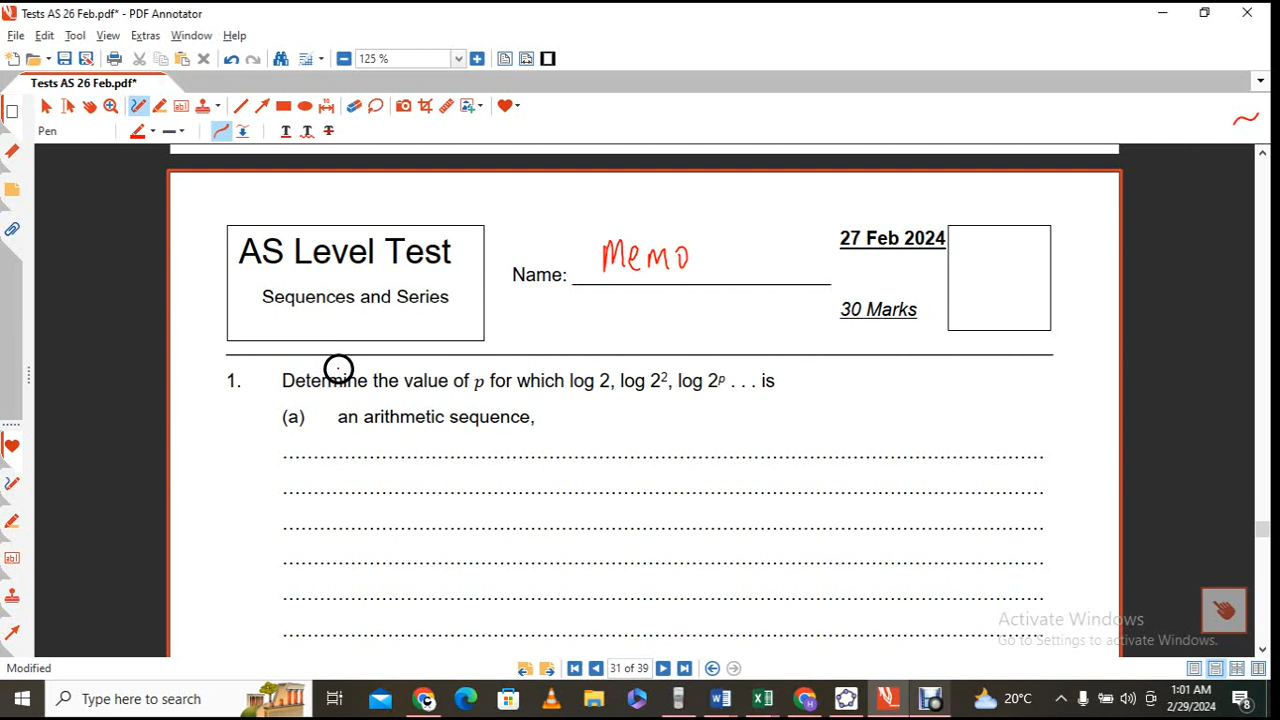 Tests AS 26 Feb.pdf* - PDF Annotator
File Edit Tool View Extras Window Help
125 %
Tests AS 26 Feb.pdf*
Pen
AS Level Test
Sequences and Series
Name: Memo
27 Feb 2024
30 Marks
1. Determine the value of p for which log 2, log 2², log 2ᵖ . . . is
(a) an arithmetic sequence,
Activate Windows
Go to Settings to activate Windows.
Modified
31 of 39
Type here to search
20°C
1:01 AM
2/29/2024
8